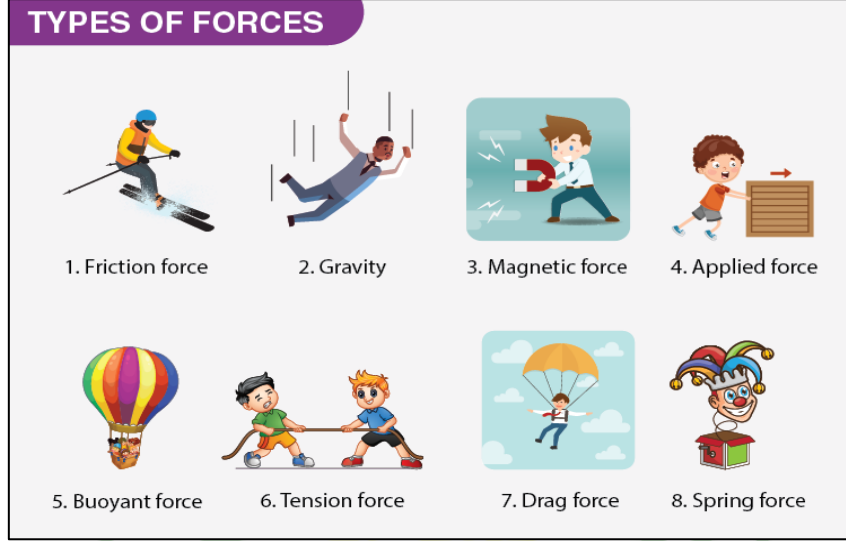 TYPES OF FORCES
1. Friction force
2. Gravity
3. Magnetic force
4. Applied force
5. Buoyant force
6. Tension force
7. Drag force
8. Spring force